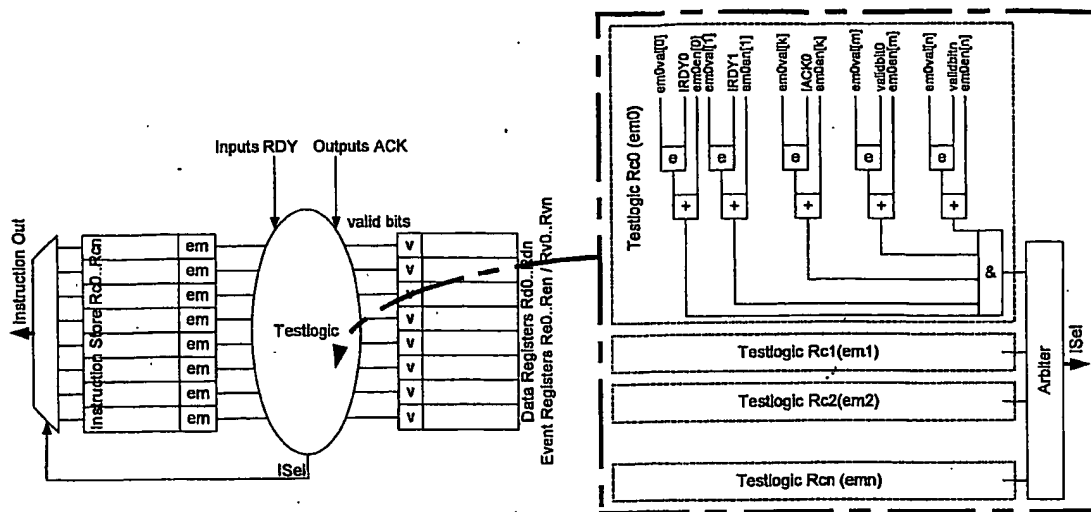 Inputs RDY
Outputs ACK
valid bits
Instruction Out
Instruction Store Rc0..Rcn
em
em
em
em
em
em
em
em
Testlogic
v
v
v
v
v
v
v
v
Data Registers Rd0..Rdn
Event Registers Re0..Ren / Rv0..Rvn
ISel
Testlogic Rc0 (em0)
em0val[0]
IRDY0
em0en[0]
em0val[1]
IRDY1
em0en[1]
em0val[k]
IACK0
em0en[k]
em0val[m]
validbit0
em0en[m]
em0val[n]
validbitn
em0en[n]
e
e
e
e
e
+
+
+
+
+
&
Testlogic Rc1(em1)
Testlogic Rc2(em2)
Testlogic Rcn (emn)
Arbiter
ISel